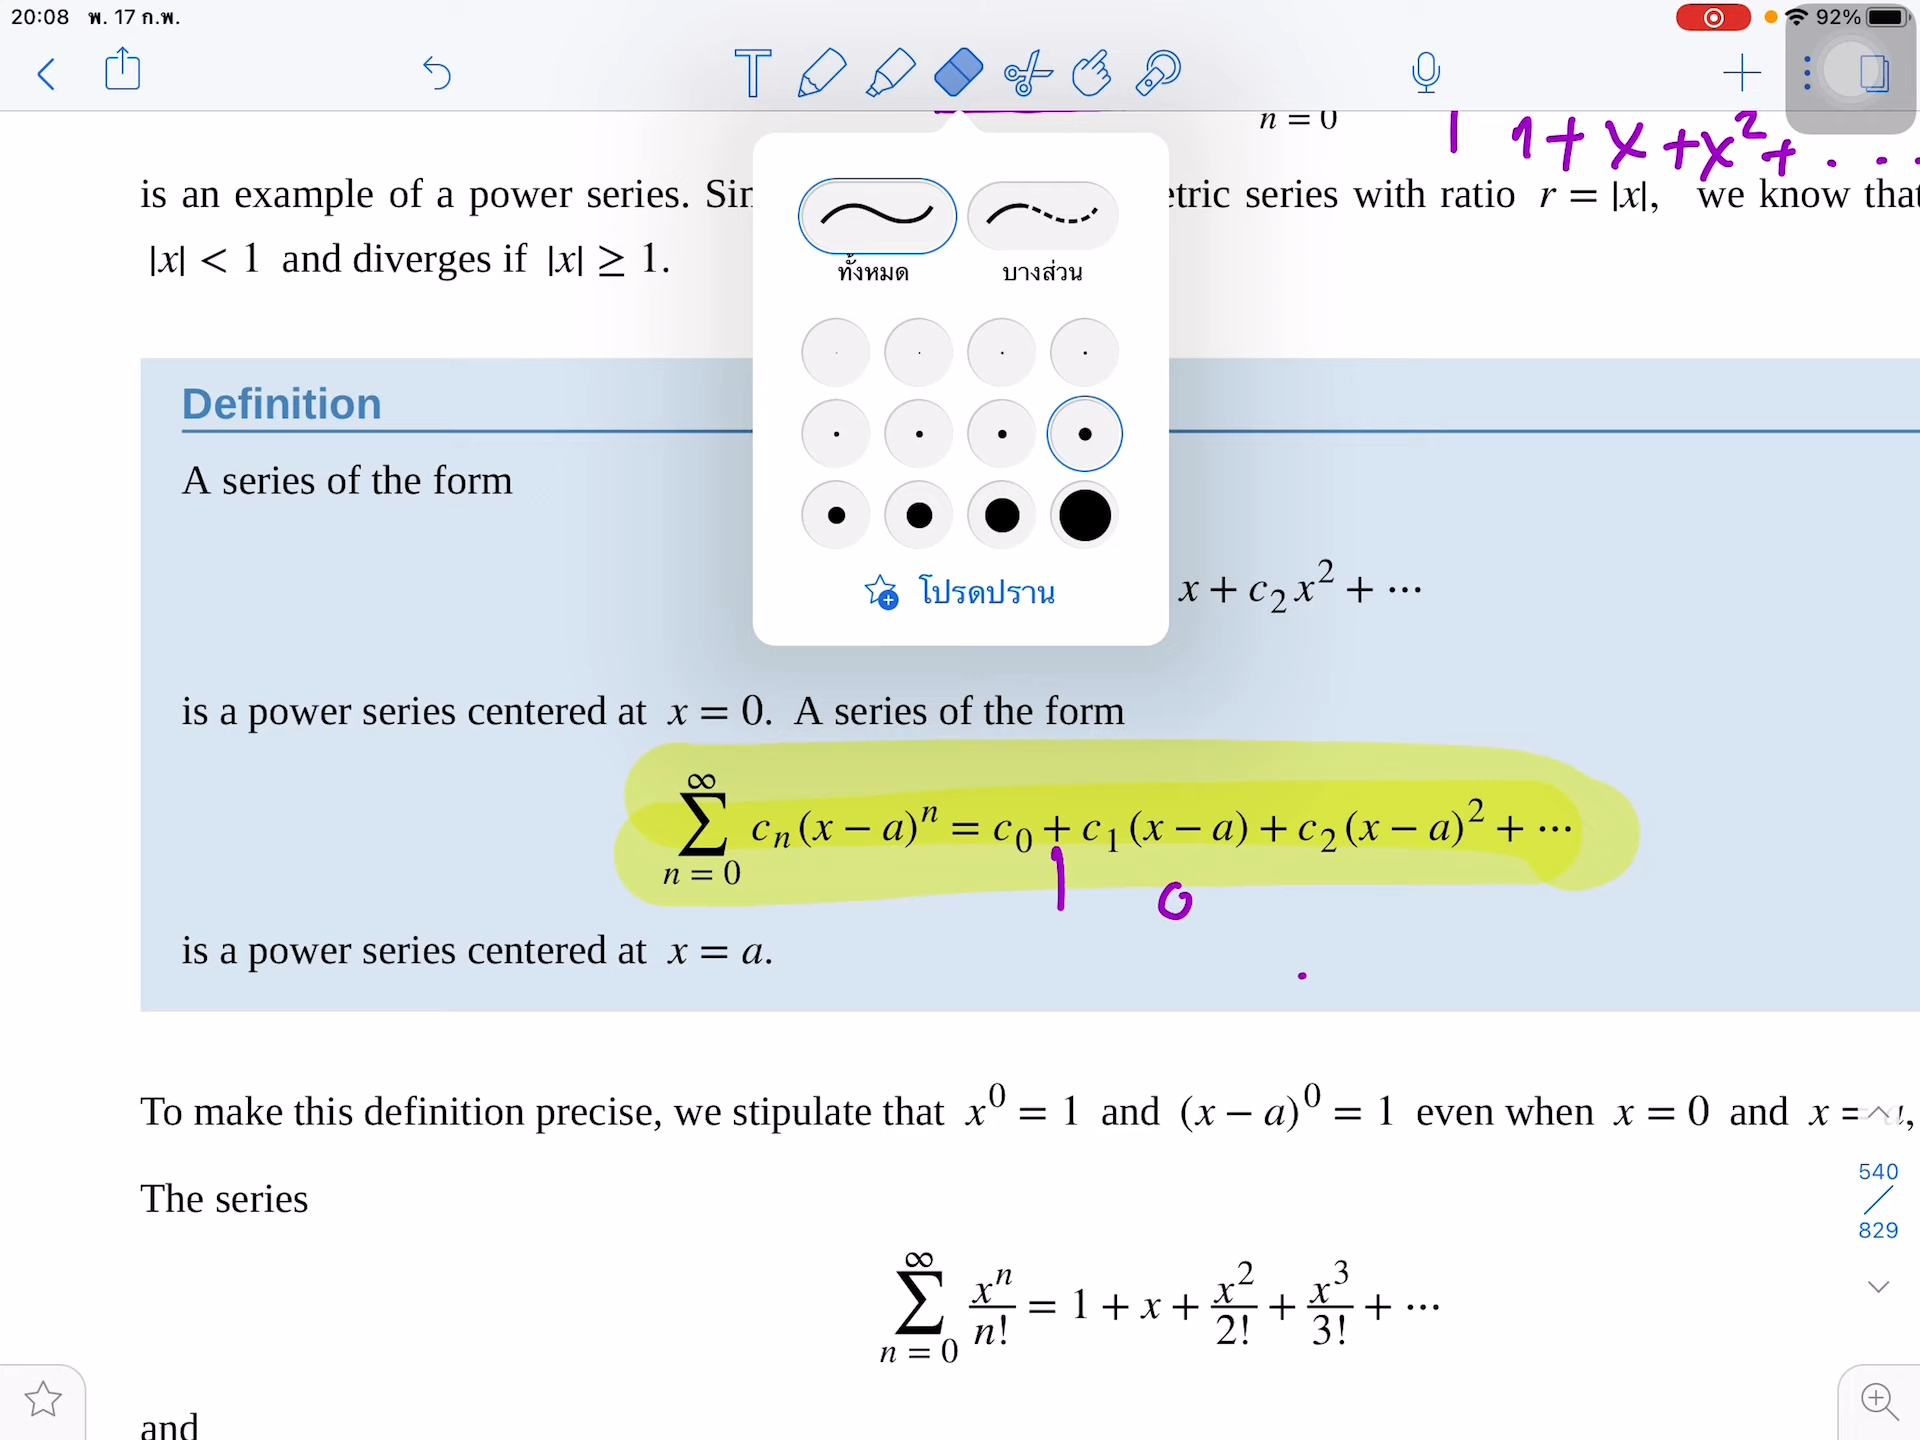 20:08 พ. 17 ก.พ.
92%
n = 0
1 1 + x + x² + ...
is an example of a power series. Sin
etric series with ratio r = |x|, we know that
|x| < 1 and diverges if |x| ≥ 1.
ทั้งหมด
บางส่วน
โปรดปราน
Definition
A series of the form
x + c₂x² + ⋯
is a power series centered at x = 0. A series of the form
∞
∑ cₙ(x − a)ⁿ = c₀ + c₁(x − a) + c₂(x − a)² + ⋯
n = 0
1 0
is a power series centered at x = a.
To make this definition precise, we stipulate that x⁰ = 1 and (x − a)⁰ = 1 even when x = 0 and x =
540
829
The series
∞
∑ xⁿ/n! = 1 + x + x²/2! + x³/3! + ⋯
n = 0
and